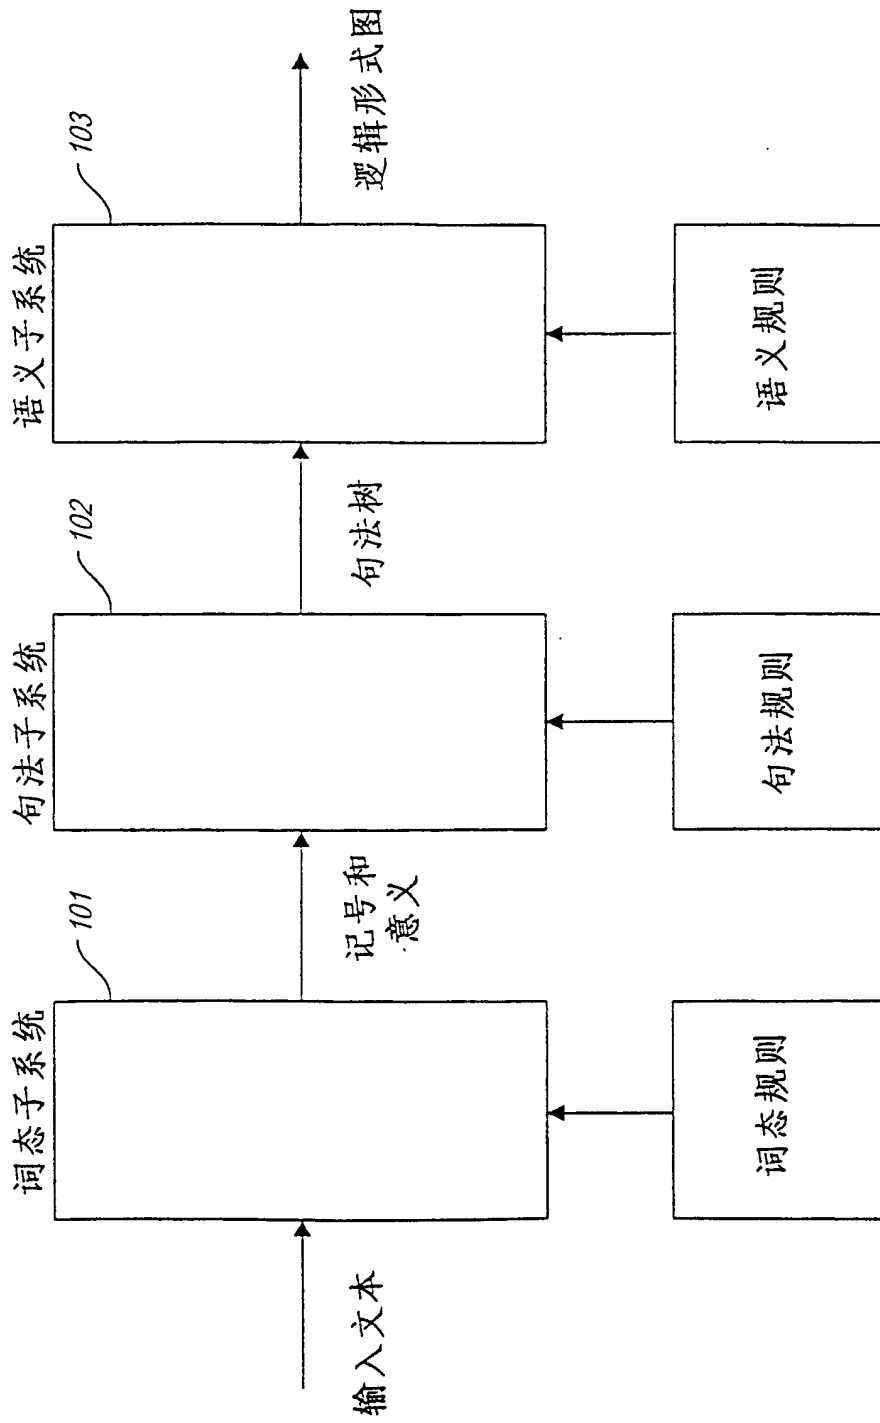 词态子系统
101
句法子系统
102
语义子系统
103
输入文本
记号和
意义
句法树
逻辑形式图
词态规则
句法规则
语义规则